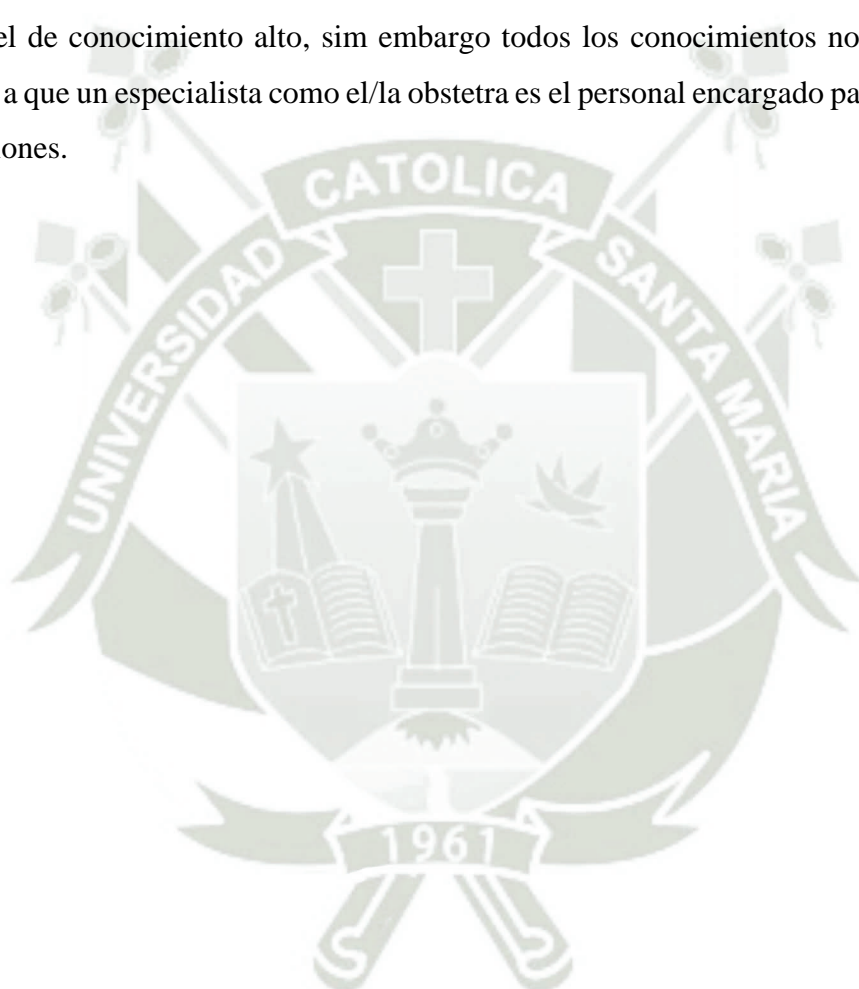 el de conocimiento alto, sim embargo todos los conocimientos no
a que un especialista como el/la obstetra es el personal encargado pa
iones.
UNIVERSIDAD CATOLICA SANTA MARIA
1961